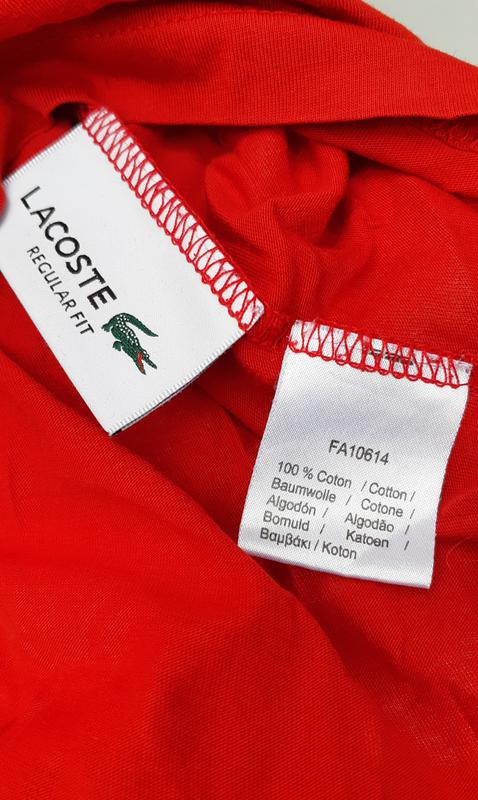 LACOSTE
REGULAR FIT
FA10614
100 % Coton / Cotton /
Baumwolle / Cotone /
Algodón / Algodão /
Bomuld / Katoen /
Βαμβάκι / Koton